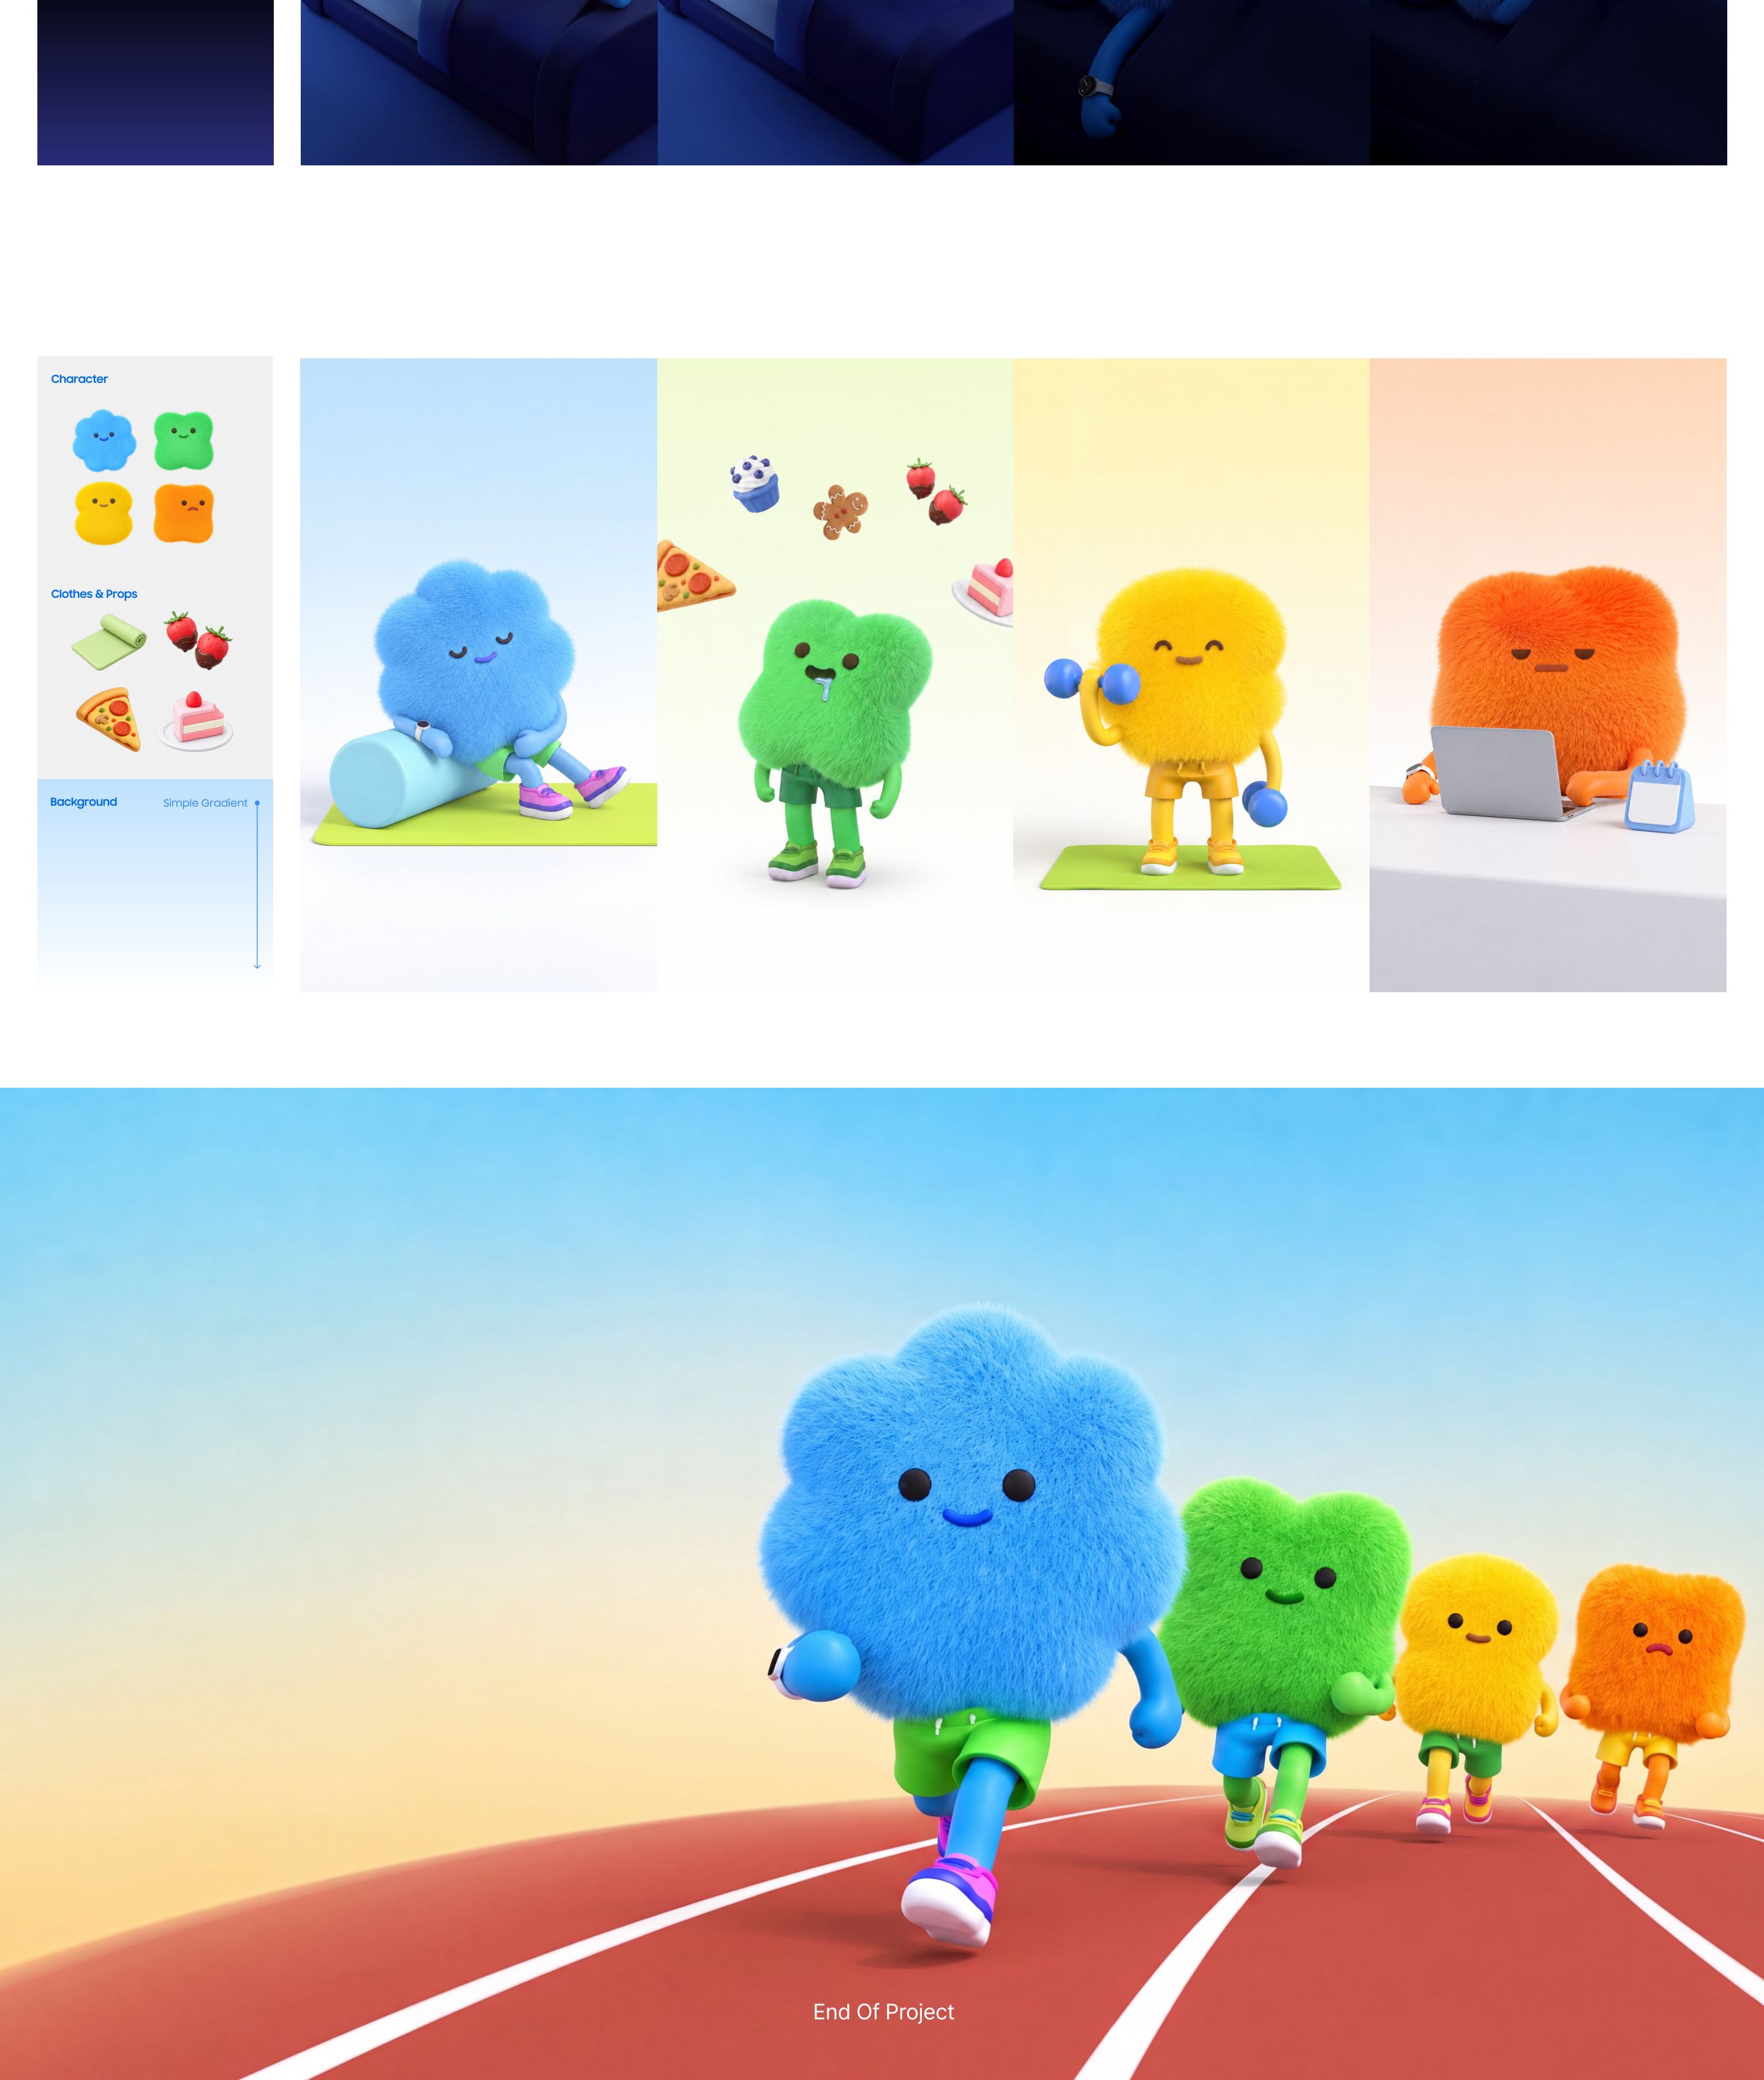 Character
Clothes & Props
Background
Simple Gradient
End Of Project